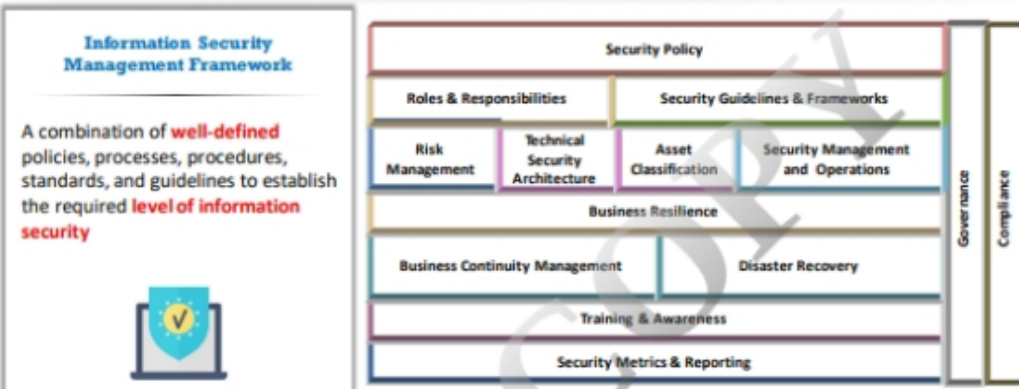 Information Security
Management Framework
A combination of well-defined
policies, processes, procedures,
standards, and guidelines to establish
the required level of information
security
Security Policy
Roles & Responsibilities
Security Guidelines & Frameworks
Risk
Management
Technical
Security
Architecture
Asset
Classification
Security Management
and Operations
Business Resilience
Business Continuity Management
Disaster Recovery
Training & Awareness
Security Metrics & Reporting
Governance
Compliance
COPY